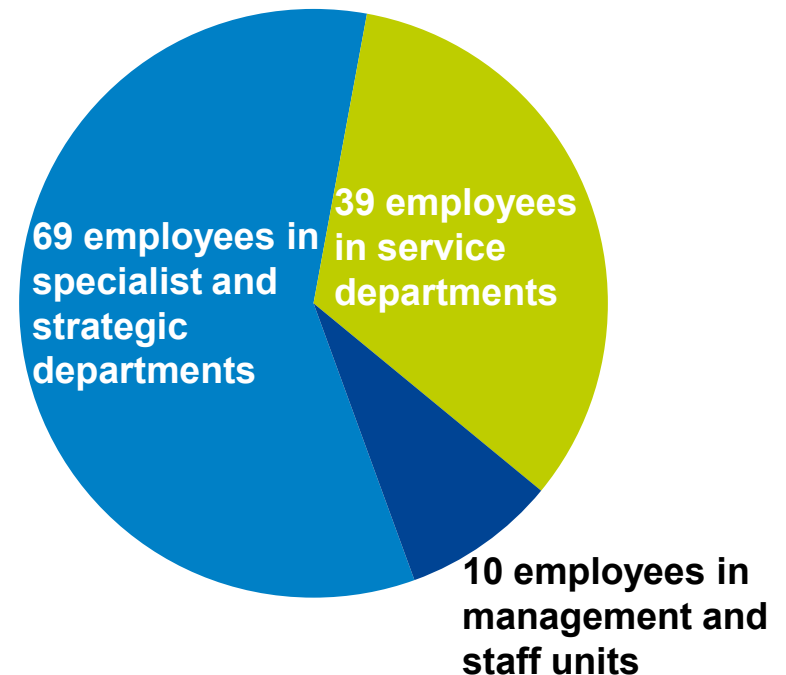 69 employees in
specialist and
strategic
departments
39 employees
in service
departments
10 employees in
management and
staff units